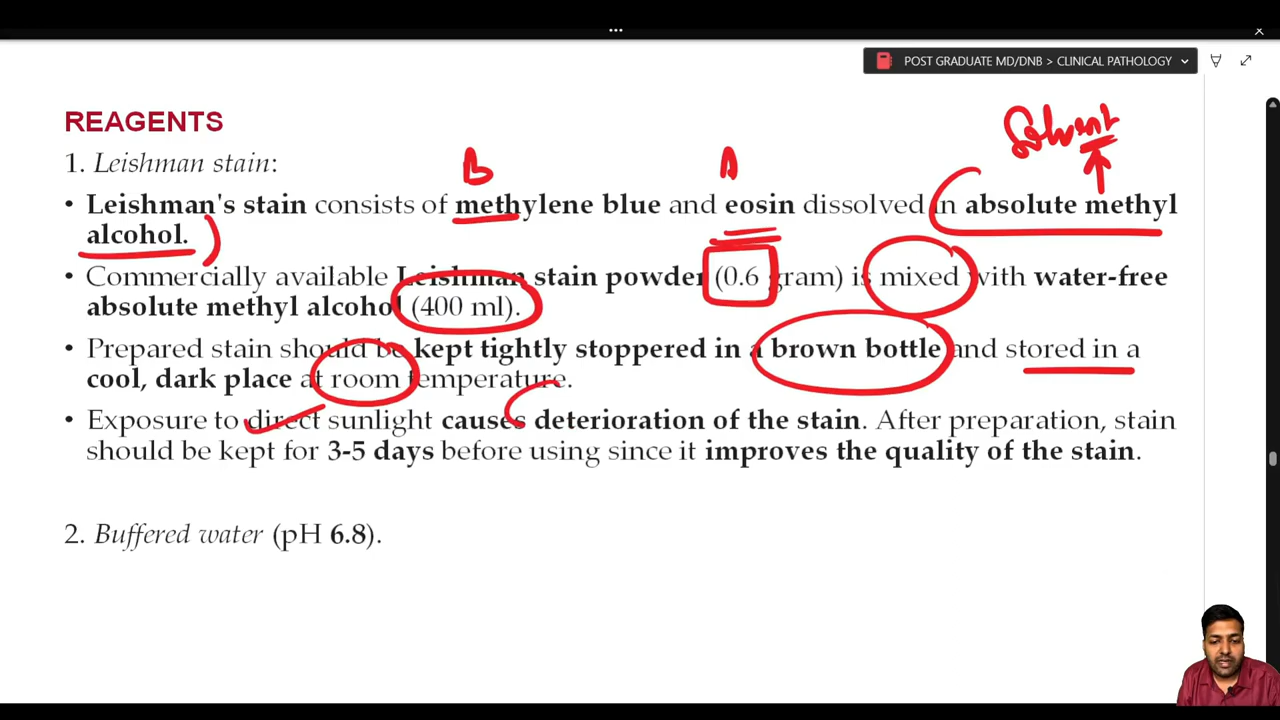 POST GRADUATE MD/DNB > CLINICAL PATHOLOGY
REAGENTS
Solvent
1. Leishman stain:
B
A
• Leishman's stain consists of methylene blue and eosin dissolved in absolute methyl
alcohol.
• Commercially available Leishman stain powder (0.6 gram) is mixed with water-free
absolute methyl alcohol (400 ml).
• Prepared stain should be kept tightly stoppered in a brown bottle and stored in a
cool, dark place at room temperature.
• Exposure to direct sunlight causes deterioration of the stain. After preparation, stain
should be kept for 3-5 days before using since it improves the quality of the stain.
2. Buffered water (pH 6.8).